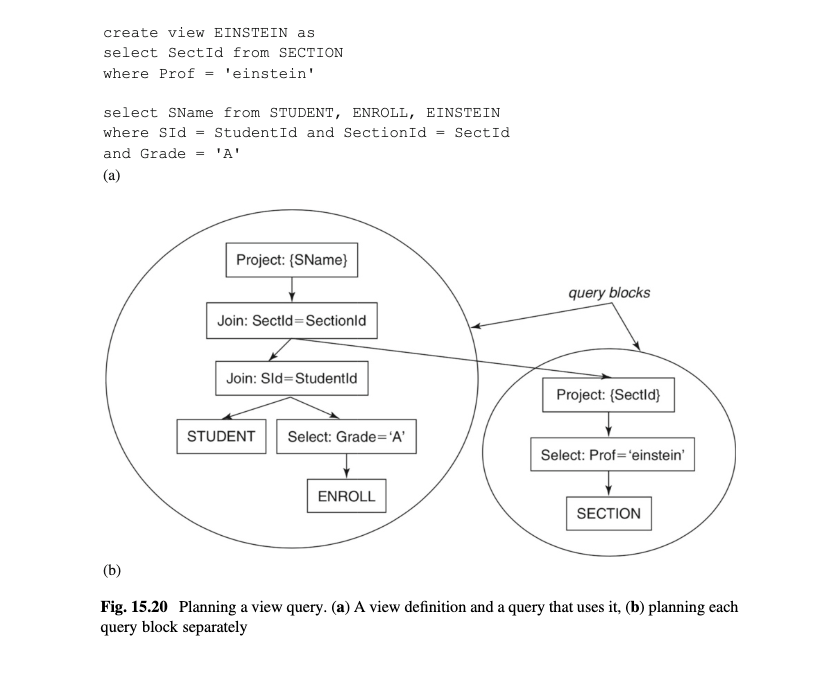 create view EINSTEIN as
select SectId from SECTION
where Prof = 'einstein'
select SName from STUDENT, ENROLL, EINSTEIN
where SId = StudentId and SectionId = SectId
and Grade = 'A'
(a)
Project: {SName}
query blocks
Join: SectId=SectionId
Join: SId=StudentId
Project: {SectId}
STUDENT
Select: Grade=‘A’
Select: Prof=‘einstein’
ENROLL
SECTION
(b)
Fig. 15.20 Planning a view query. (a) A view definition and a query that uses it, (b) planning each
query block separately